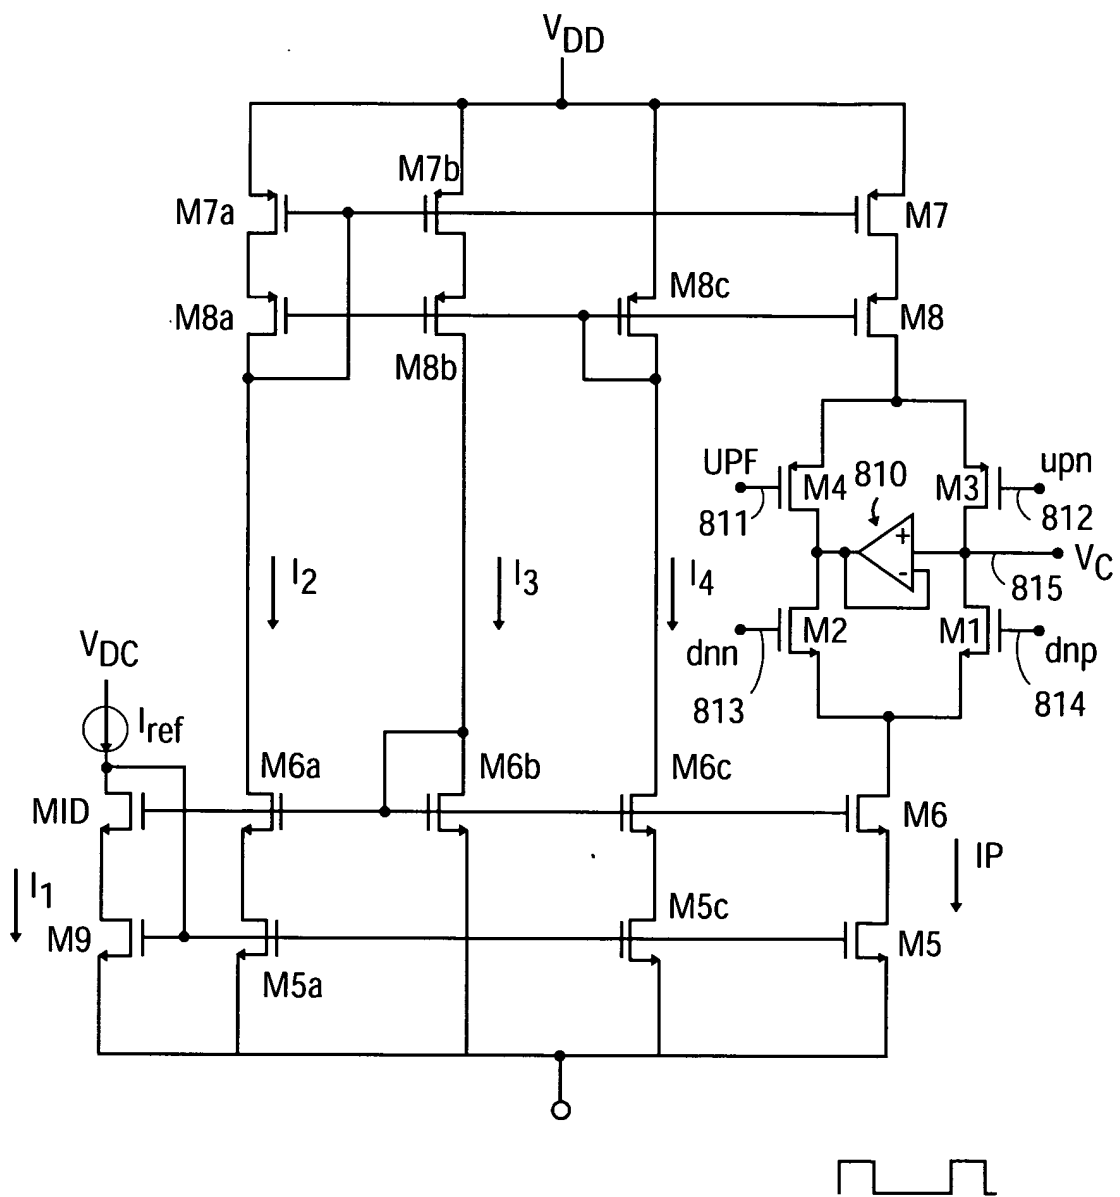 VDD
M7b
M7a
M7
M8c
M8a
M8
M8b
UPF
810
upn
M4
M3
811
812
+
I2
I3
I4
VC
-
815
VDC
M2
M1
dnn
dnp
813
814
Iref
M6a
M6b
M6c
MID
M6
IP
I1
M5c
M9
M5
M5a